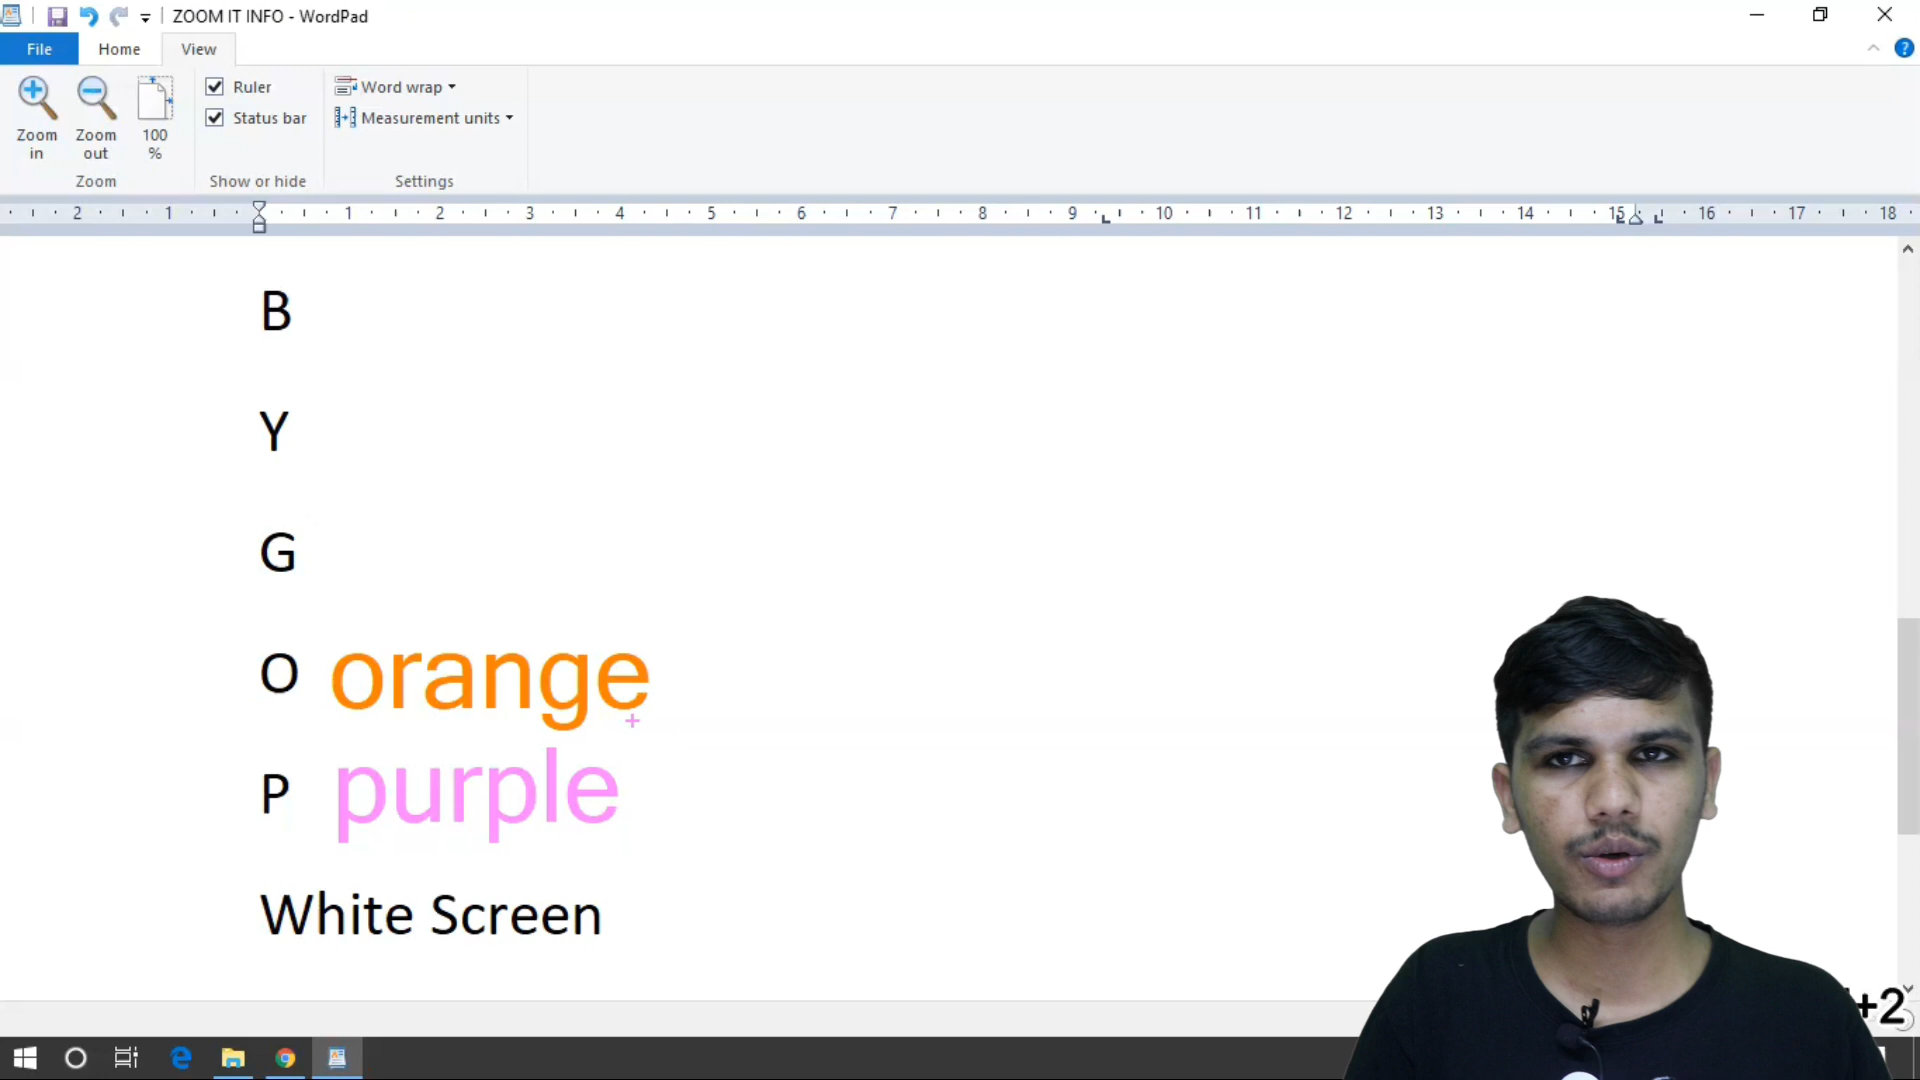 ZOOM IT INFO - WordPad
File Home View
Zoom in
Zoom out
100 %
Ruler
Status bar
Word wrap
Measurement units
Zoom
Show or hide
Settings
2 1 1 2 3 4 5 6 7 8 9 10 11 12 13 14 15 16 17 18
B
Y
G
O orange
P purple
White Screen
+2